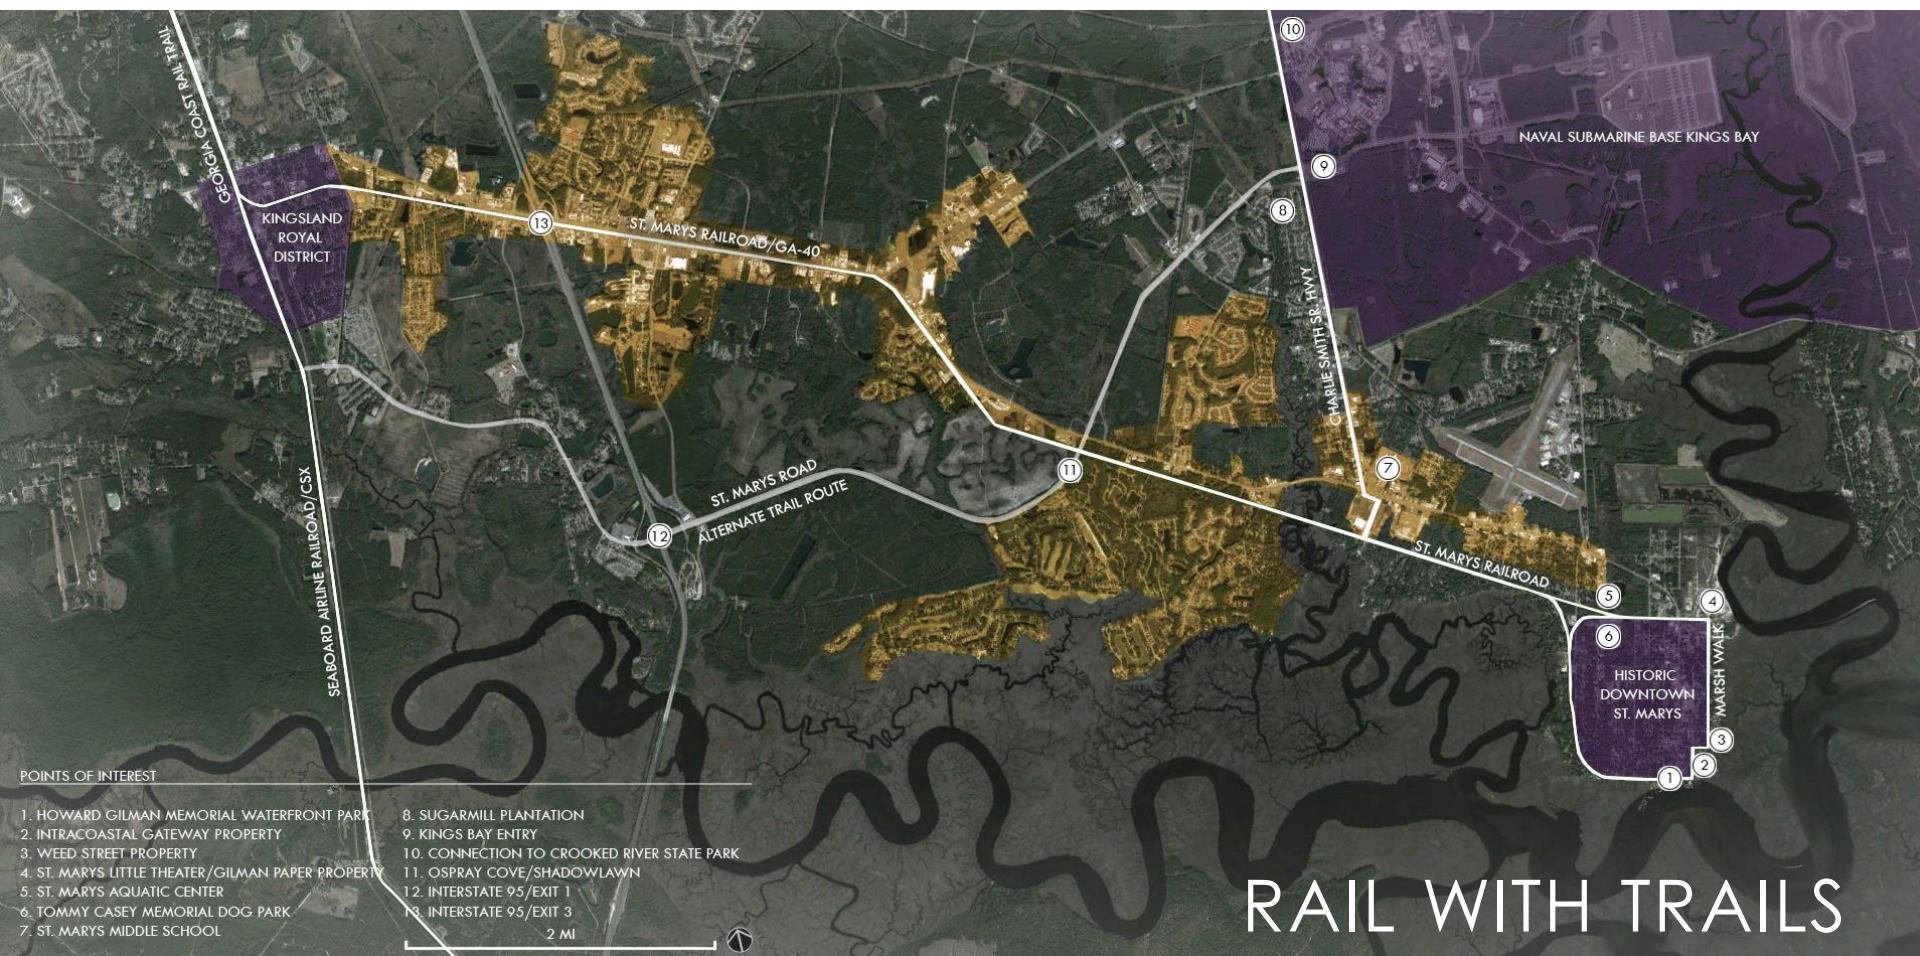 10
GEORGIA COAST RAIL TRAIL
NAVAL SUBMARINE BASE KINGS BAY
9
KINGSLAND
ROYAL
DISTRICT
13
ST. MARYS RAILROAD/GA-40
8
CHARLIE SMITH SR. HWY
SEABOARD AIRLINE RAILROAD/CSX
ST. MARYS ROAD
ALTERNATE TRAIL ROUTE
11
7
12
ST. MARYS RAILROAD
5
4
6
HISTORIC
DOWNTOWN
ST. MARYS
MARSH WALK
3
2
1
POINTS OF INTEREST
1. HOWARD GILMAN MEMORIAL WATERFRONT PARK
2. INTRACOASTAL GATEWAY PROPERTY
3. WEED STREET PROPERTY
4. ST. MARYS LITTLE THEATER/GILMAN PAPER PROPERTY
5. ST. MARYS AQUATIC CENTER
6. TOMMY CASEY MEMORIAL DOG PARK
7. ST. MARYS MIDDLE SCHOOL
8. SUGARMILL PLANTATION
9. KINGS BAY ENTRY
10. CONNECTION TO CROOKED RIVER STATE PARK
11. OSPRAY COVE/SHADOWLAWN
12. INTERSTATE 95/EXIT 1
13. INTERSTATE 95/EXIT 3
2 MI
RAIL WITH TRAILS